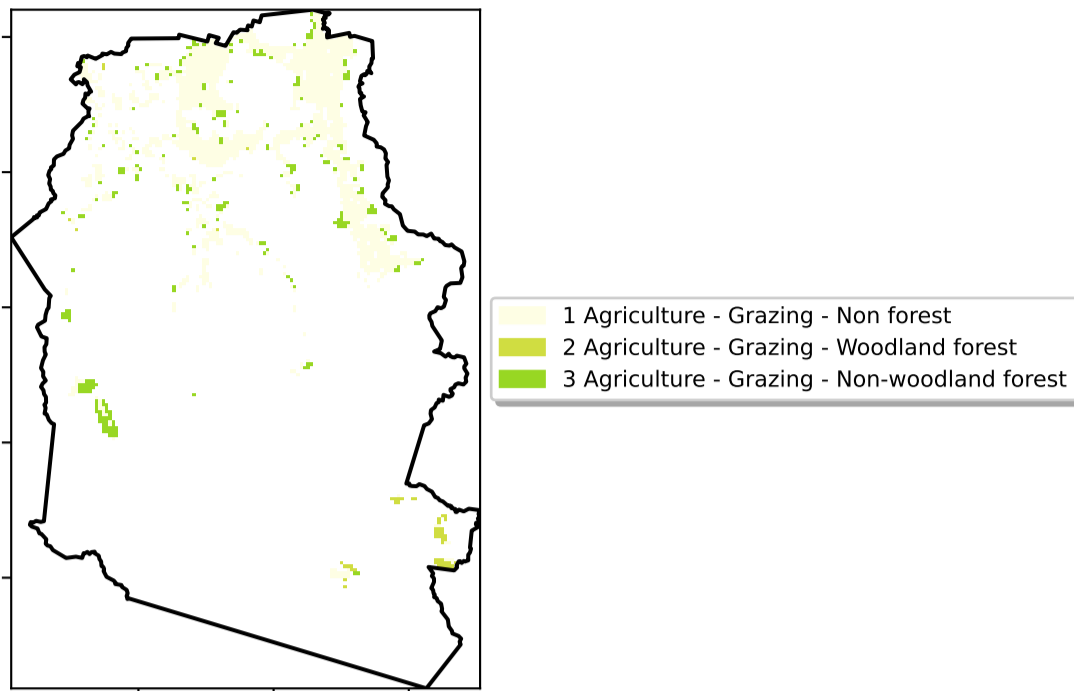 1 Agriculture - Grazing - Non forest
2 Agriculture - Grazing - Woodland forest
3 Agriculture - Grazing - Non-woodland forest